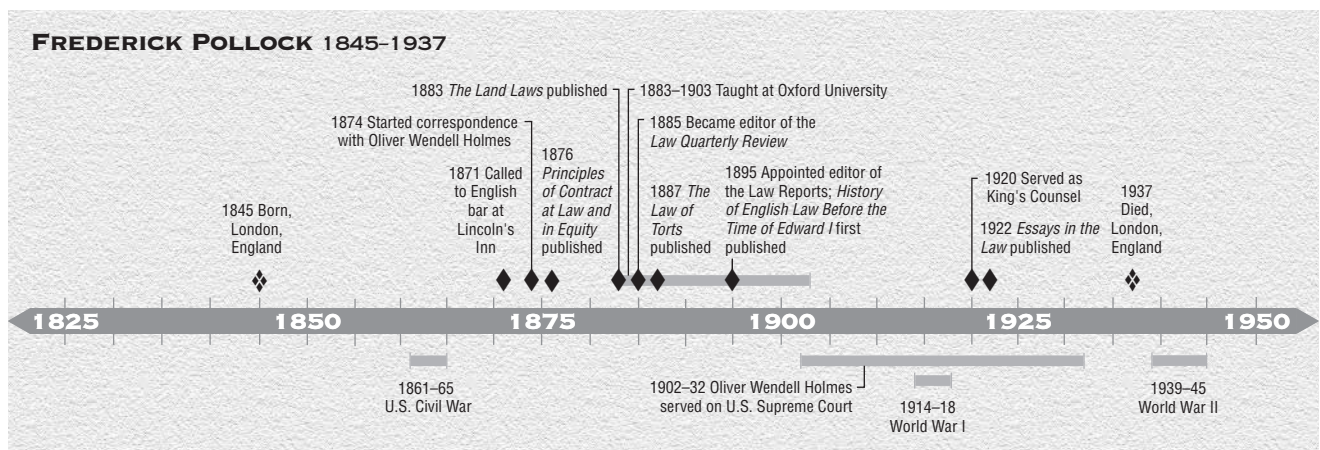 FREDERICK POLLOCK 1845–1937
1883 The Land Laws published
1883–1903 Taught at Oxford University
1874 Started correspondence
with Oliver Wendell Holmes
1885 Became editor of the
Law Quarterly Review
1871 Called
to English
bar at
Lincoln's
Inn
1876
Principles
of Contract
at Law and
in Equity
published
1887 The
Law of
Torts
published
1895 Appointed editor of
the Law Reports; History
of English Law Before the
Time of Edward I first
published
1920 Served as
King's Counsel
1922 Essays in the
Law published
1845 Born,
London,
England
1937
Died,
London,
England
1825 1850 1875 1900 1925 1950
1861–65
U.S. Civil War
1902–32 Oliver Wendell Holmes
served on U.S. Supreme Court
1914–18
World War I
1939–45
World War II